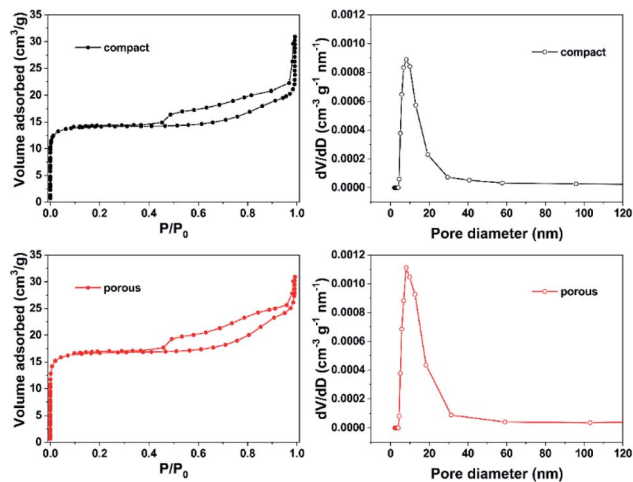 Volume adsorbed (cm³/g)
35
30
25
20
15
10
5
0
compact
0.0 0.2 0.4 0.6 0.8 1.0
P/P₀
dV/dD (cm⁻³ g⁻¹ nm⁻¹)
0.0012
0.0010
0.0008
0.0006
0.0004
0.0002
0.0000
compact
0 20 40 60 80 100 120
Pore diameter (nm)
Volume adsorbed (cm³/g)
35
30
25
20
15
10
5
0
porous
0.0 0.2 0.4 0.6 0.8 1.0
P/P₀
dV/dD (cm⁻³ g⁻¹ nm⁻¹)
0.0012
0.0010
0.0008
0.0006
0.0004
0.0002
0.0000
porous
0 20 40 60 80 100 120
Pore diameter (nm)